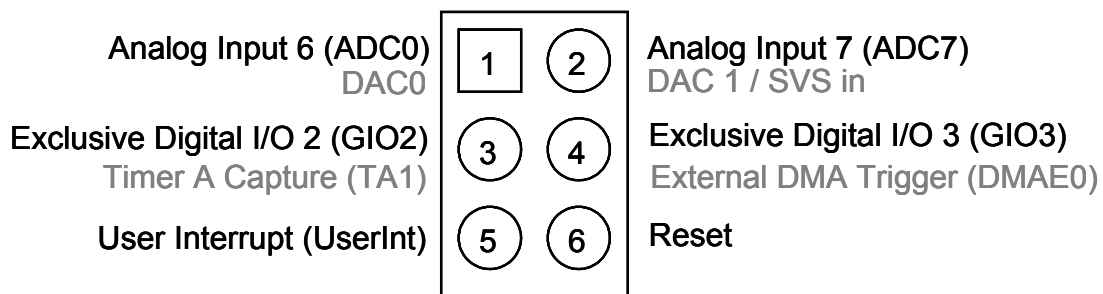 Analog Input 6 (ADC0) 1 2 Analog Input 7 (ADC7)
DAC0 DAC 1 / SVS in
Exclusive Digital I/O 2 (GIO2) 3 4 Exclusive Digital I/O 3 (GIO3)
Timer A Capture (TA1) External DMA Trigger (DMAE0)
User Interrupt (UserInt) 5 6 Reset